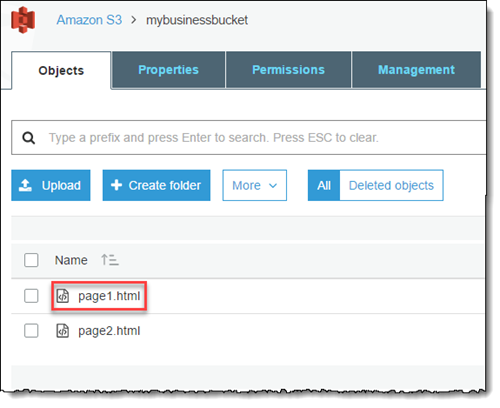 Amazon S3 > mybusinessbucket
Objects Properties Permissions Management
Type a prefix and press Enter to search. Press ESC to clear.
Upload + Create folder More All Deleted objects
Name
page1.html
page2.html